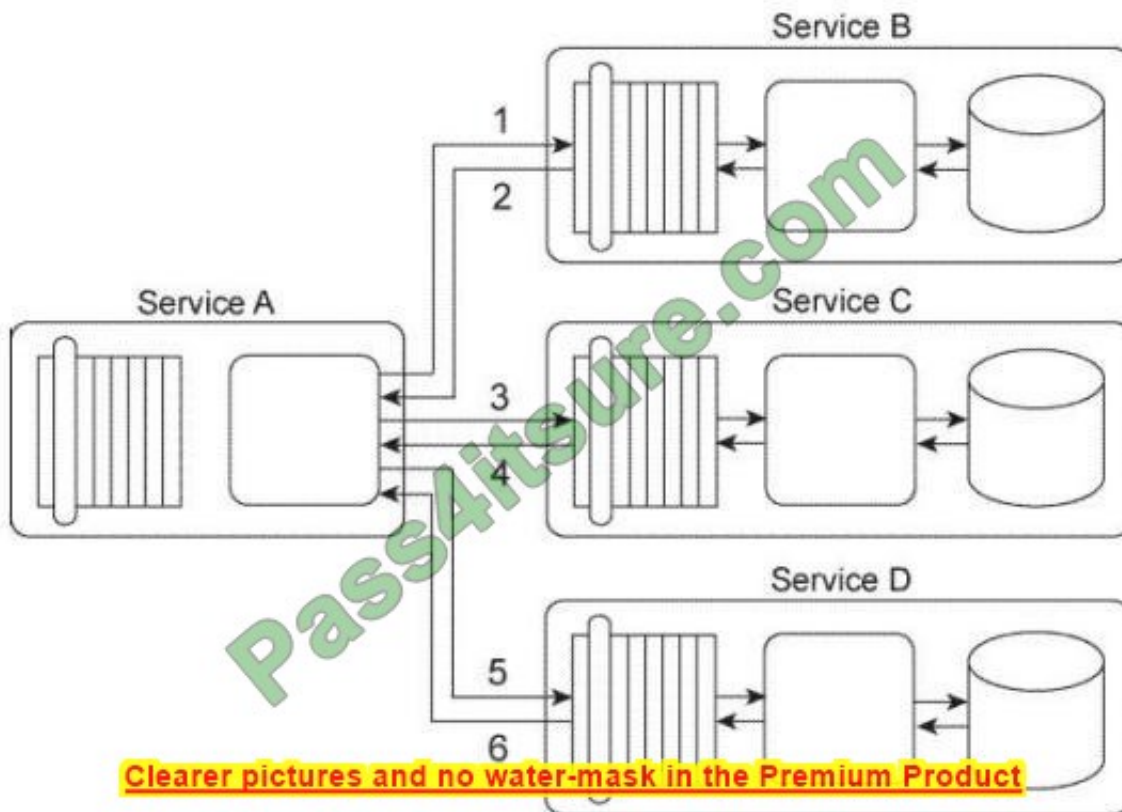 Service B
1
2
Service A
Service C
3
4
Service D
5
6
Pass4itsure.com
Clearer pictures and no water-mask in the Premium Product